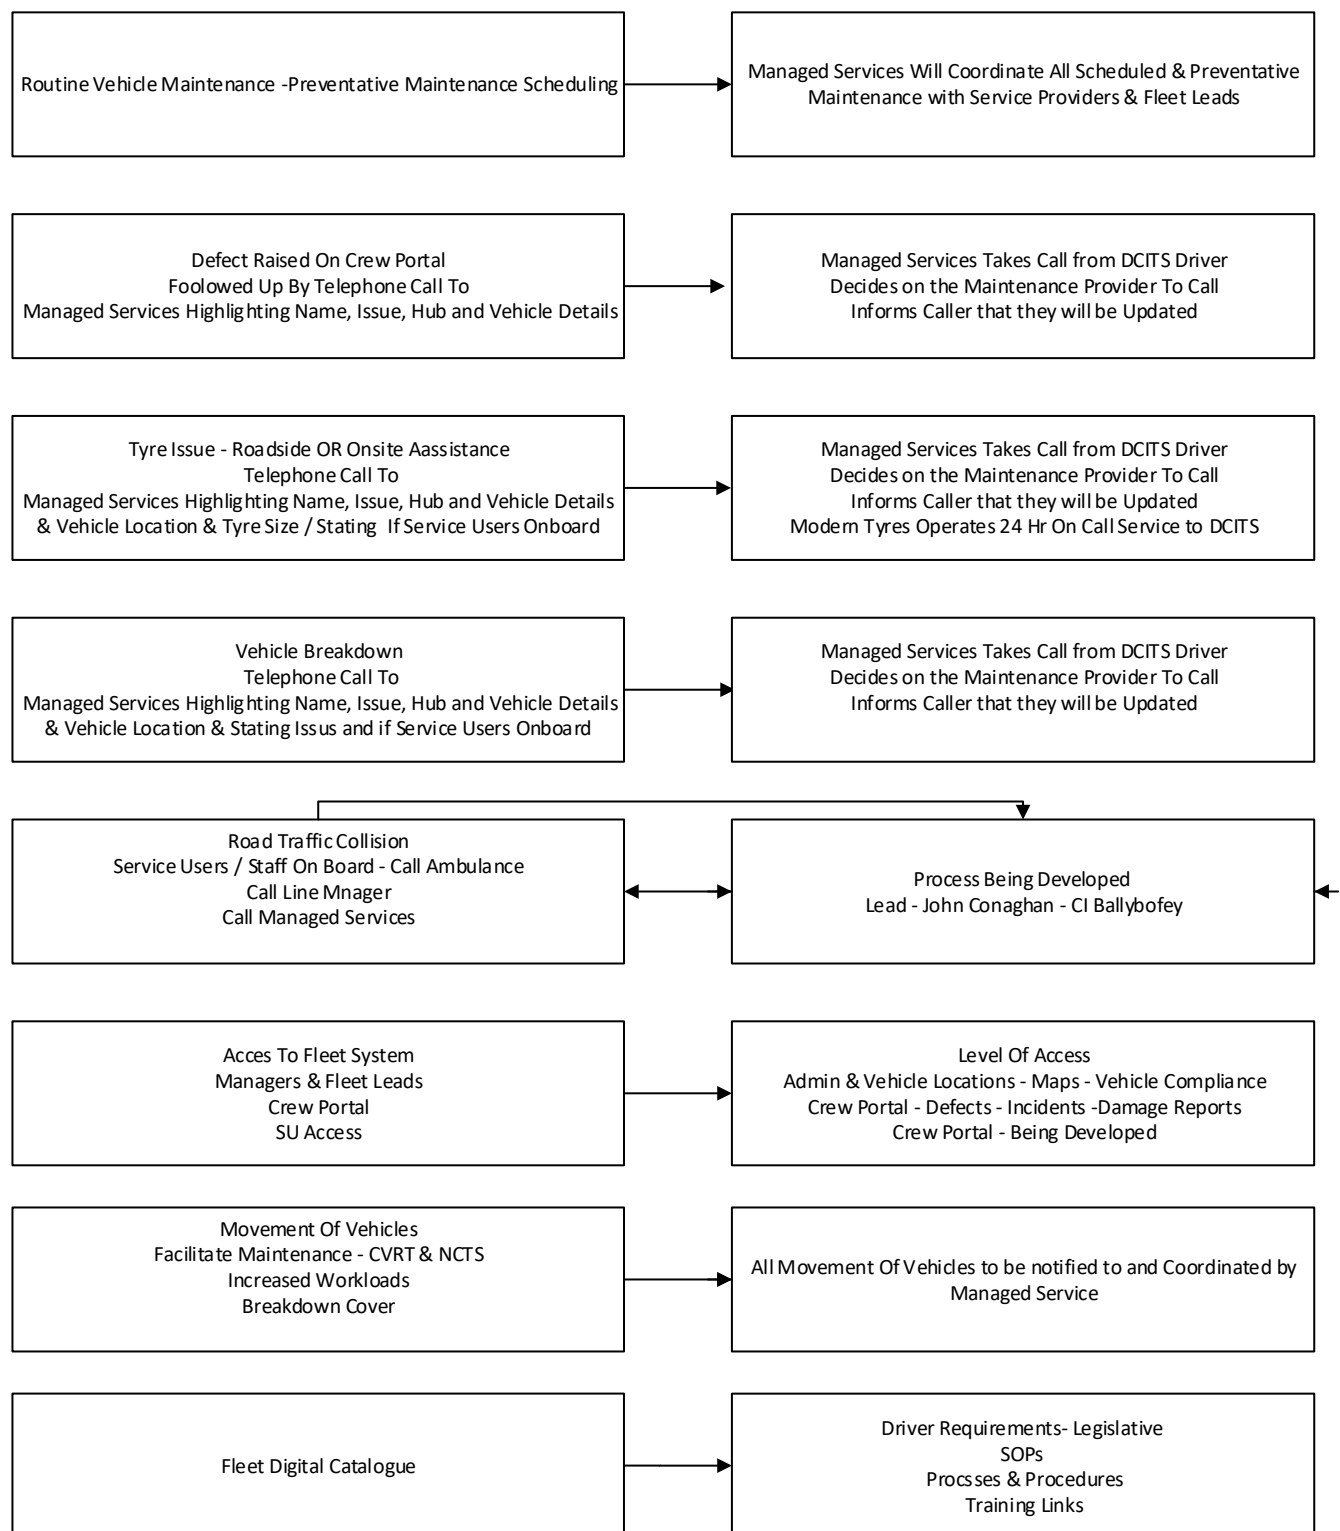 Routine Vehicle Maintenance -Preventative Maintenance Scheduling
Managed Services Will Coordinate All Scheduled & Preventative
Maintenance with Service Providers & Fleet Leads
Defect Raised On Crew Portal
Foolowed Up By Telephone Call To
Managed Services Highlighting Name, Issue, Hub and Vehicle Details
Managed Services Takes Call from DCITS Driver
Decides on the Maintenance Provider To Call
Informs Caller that they will be Updated
Tyre Issue - Roadside OR Onsite Aassistance
Telephone Call To
Managed Services Highlighting Name, Issue, Hub and Vehicle Details
& Vehicle Location & Tyre Size / Stating If Service Users Onboard
Managed Services Takes Call from DCITS Driver
Decides on the Maintenance Provider To Call
Informs Caller that they will be Updated
Modern Tyres Operates 24 Hr On Call Service to DCITS
Vehicle Breakdown
Telephone Call To
Managed Services Highlighting Name, Issue, Hub and Vehicle Details
& Vehicle Location & Stating Issus and if Service Users Onboard
Managed Services Takes Call from DCITS Driver
Decides on the Maintenance Provider To Call
Informs Caller that they will be Updated
Road Traffic Collision
Service Users / Staff On Board - Call Ambulance
Call Line Mnager
Call Managed Services
Process Being Developed
Lead - John Conaghan - CI Ballybofey
Acces To Fleet System
Managers & Fleet Leads
Crew Portal
SU Access
Level Of Access
Admin & Vehicle Locations - Maps - Vehicle Compliance
Crew Portal - Defects - Incidents -Damage Reports
Crew Portal - Being Developed
Movement Of Vehicles
Facilitate Maintenance - CVRT & NCTS
Increased Workloads
Breakdown Cover
All Movement Of Vehicles to be notified to and Coordinated by
Managed Service
Fleet Digital Catalogue
Driver Requirements- Legislative
SOPs
Procsses & Procedures
Training Links